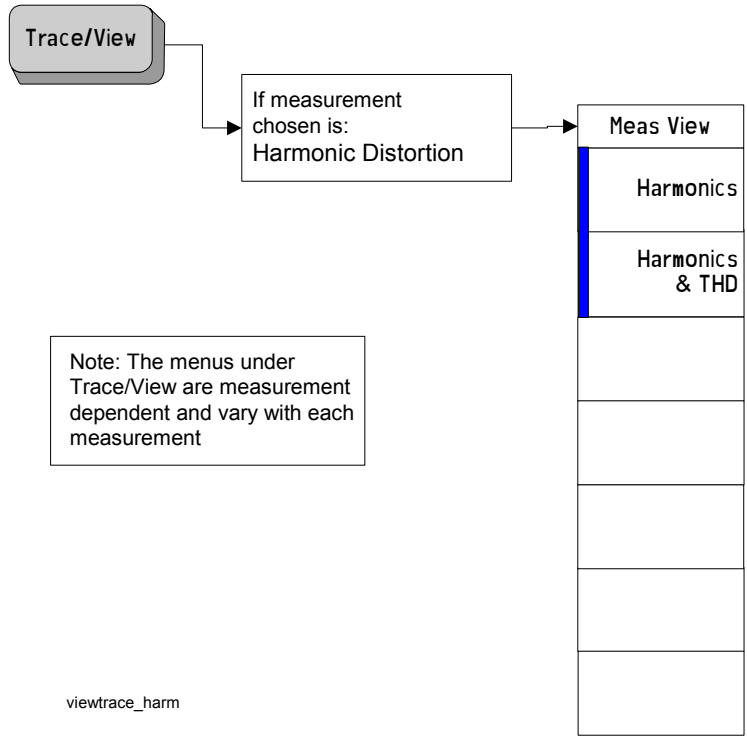 Trace/View
If measurement
chosen is:
Harmonic Distortion
Meas View
Harmonics
Harmonics
& THD
Note: The menus under
Trace/View are measurement
dependent and vary with each
measurement
viewtrace_harm